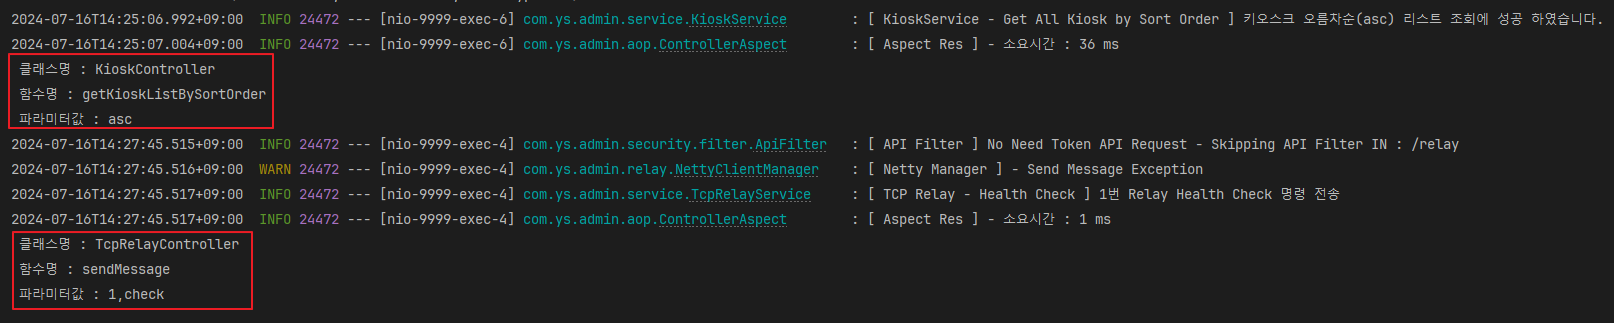 2024-07-16T14:25:06.992+09:00  INFO 24472 --- [nio-9999-exec-6] com.ys.admin.service.KioskService        : [ KioskService - Get All Kiosk by Sort Order ] 키오스크 오름차순(asc) 리스트 조회에 성공 하였습니다.
2024-07-16T14:25:07.004+09:00  INFO 24472 --- [nio-9999-exec-6] com.ys.admin.aop.ControllerAspect        : [ Aspect Res ] - 소요시간 : 36 ms
클래스명 : KioskController
함수명 : getKioskListBySortOrder
파라미터값 : asc
2024-07-16T14:27:45.515+09:00  INFO 24472 --- [nio-9999-exec-4] com.ys.admin.security.filter.ApiFilter   : [ API Filter ] No Need Token API Request - Skipping API Filter IN : /relay
2024-07-16T14:27:45.516+09:00  WARN 24472 --- [nio-9999-exec-4] com.ys.admin.relay.NettyClientManager    : [ Netty Manager ] - Send Message Exception
2024-07-16T14:27:45.517+09:00  INFO 24472 --- [nio-9999-exec-4] com.ys.admin.service.TcpRelayService     : [ TCP Relay - Health Check ] 1번 Relay Health Check 명령 전송
2024-07-16T14:27:45.517+09:00  INFO 24472 --- [nio-9999-exec-4] com.ys.admin.aop.ControllerAspect        : [ Aspect Res ] - 소요시간 : 1 ms
클래스명 : TcpRelayController
함수명 : sendMessage
파라미터값 : 1,check